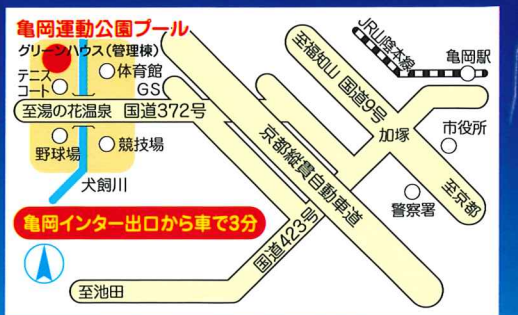 亀岡運動公園プール
グリーンハウス(管理棟)
テニス
コート
体育館
GS
至湯の花温泉 国道372号
野球場
競技場
犬飼川
亀岡インター出口から車で3分
至池田
国道423号
京都縦貫自動車道
至福知山 国道9号
加塚
至京都
JR山陰本線
亀岡駅
市役所
警察署